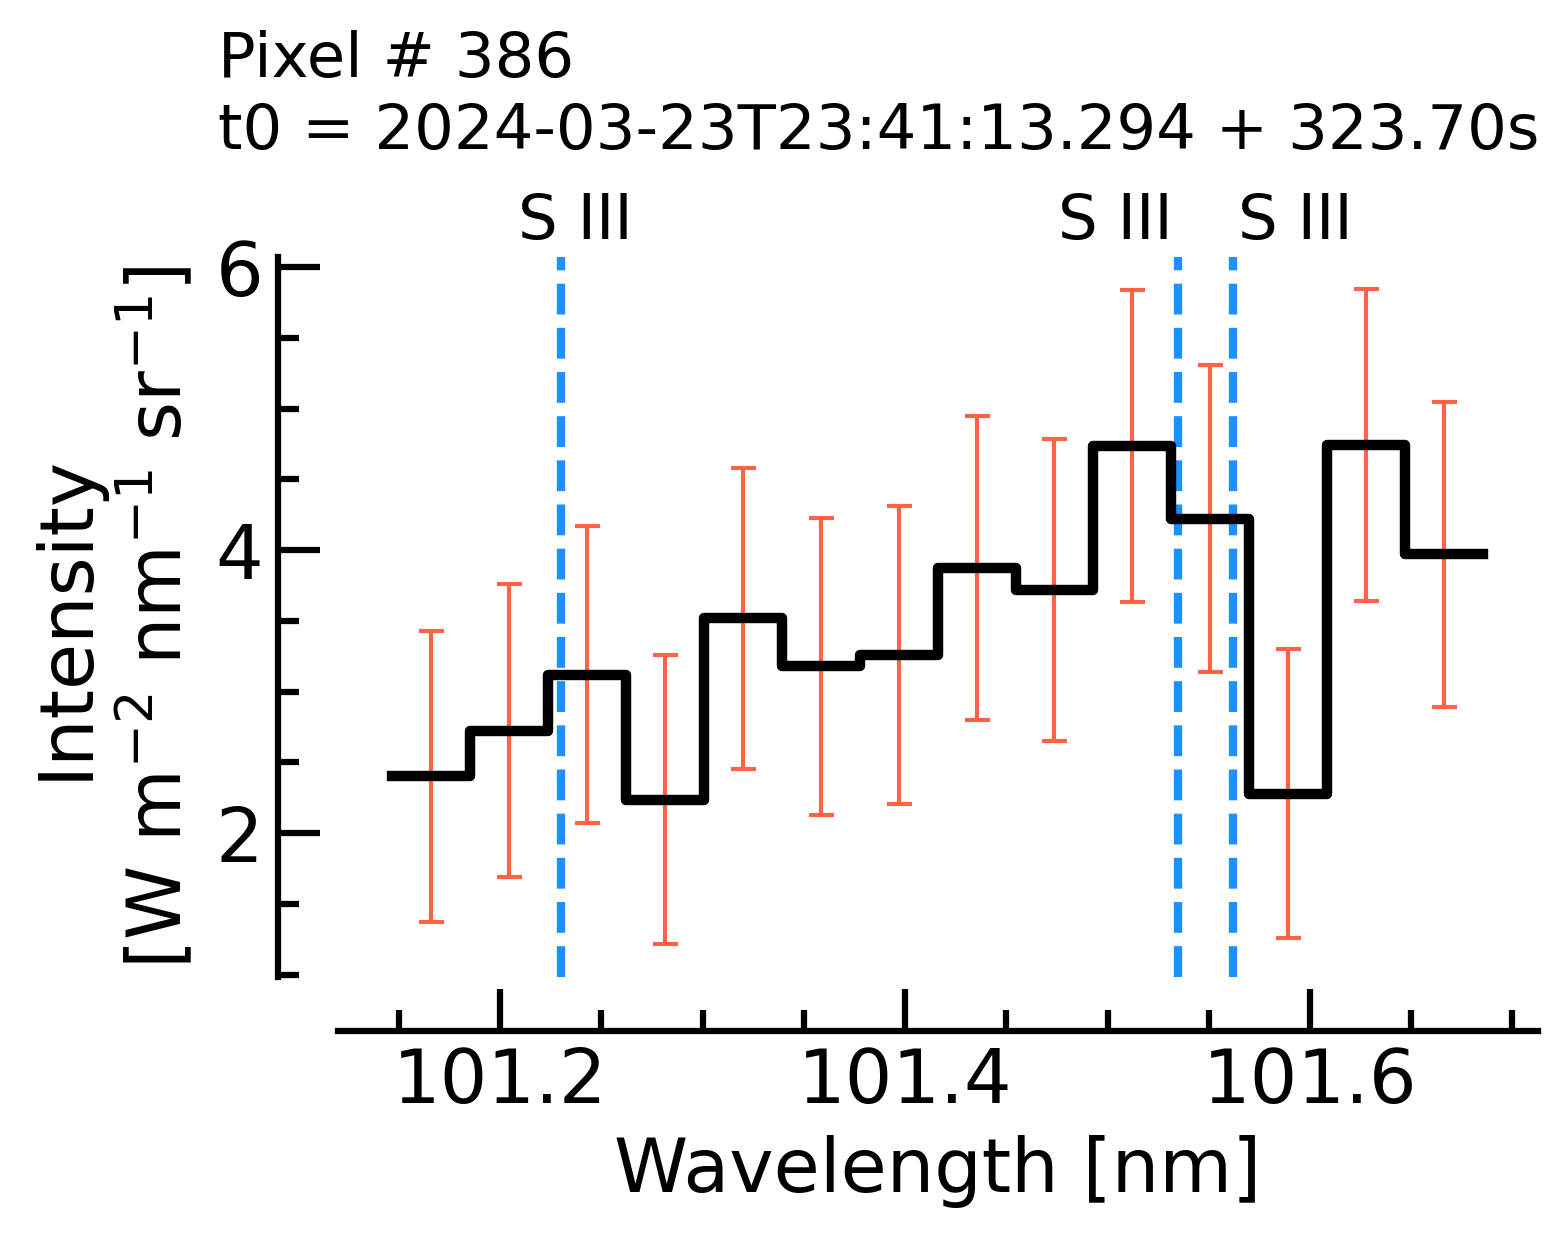 Pixel # 386
t0 = 2024-03-23T23:41:13.294 + 323.70s
S III S III S III
Intensity
[W m⁻² nm⁻¹ sr⁻¹]
6
4
2
101.2 101.4 101.6
Wavelength [nm]